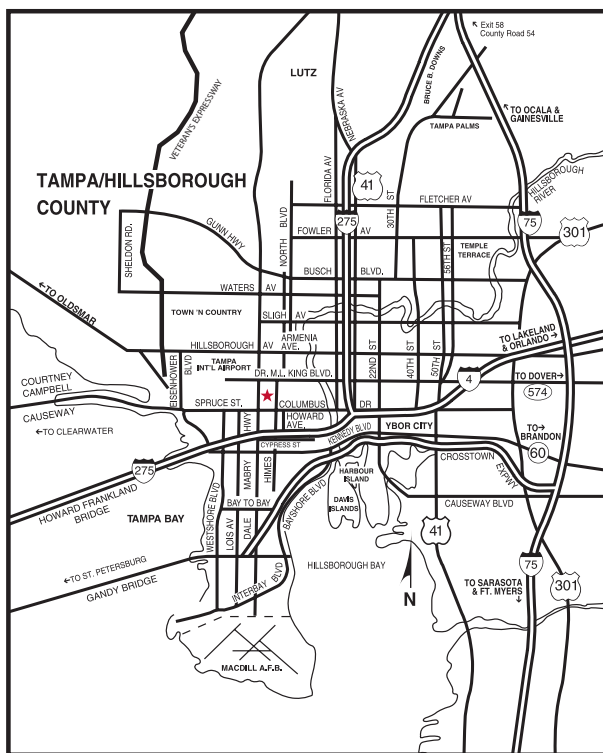 Exit 58
County Road 54
LUTZ
BRUCE B. DOWNS
NEBRASKA AV
VETERAN'S EXPRESSWAY
TO OCALA &
GAINESVILLE
TAMPA PALMS
TAMPA/HILLSBOROUGH
COUNTY
FLORIDA AV
41
30TH ST
HILLSBOROUGH
RIVER
FLETCHER AV
SHELDON RD.
GUNN HWY
NORTH BLVD
275
FOWLER AV
56TH ST
75
301
TEMPLE
TERRACE
BUSCH BLVD.
WATERS AV
TO OLDSMAR
TOWN 'N COUNTRY
SLIGH AV
ARMENIA
AVE.
HILLSBOROUGH AV
22ND ST
40TH ST
50TH ST
TO LAKELAND
& ORLANDO
EISENHOWER BLVD
TAMPA
INT'L AIRPORT
DR. M.L. KING BLVD.
4
TO DOVER
574
COURTNEY
CAMPBELL
CAUSEWAY
SPRUCE ST.
COLUMBUS DR
HOWARD
AVE.
YBOR CITY
TO
BRANDON
60
TO CLEARWATER
HWY
CYPRESS ST
KENNEDY BLVD
CROSSTOWN EXPWY
275
HOWARD FRANKLAND
BRIDGE
MABRY
HIMES
HARBOUR
ISLAND
BAY TO BAY
BAYSHORE BLVD
DAVIS
ISLANDS
CAUSEWAY BLVD
TAMPA BAY
WESTSHORE BLVD
LOIS AV
DALE
41
75
TO ST. PETERSBURG
GANDY BRIDGE
INTERBAY BLVD
HILLSBOROUGH BAY
N
TO SARASOTA
& FT. MYERS
301
MACDILL A.F.B.